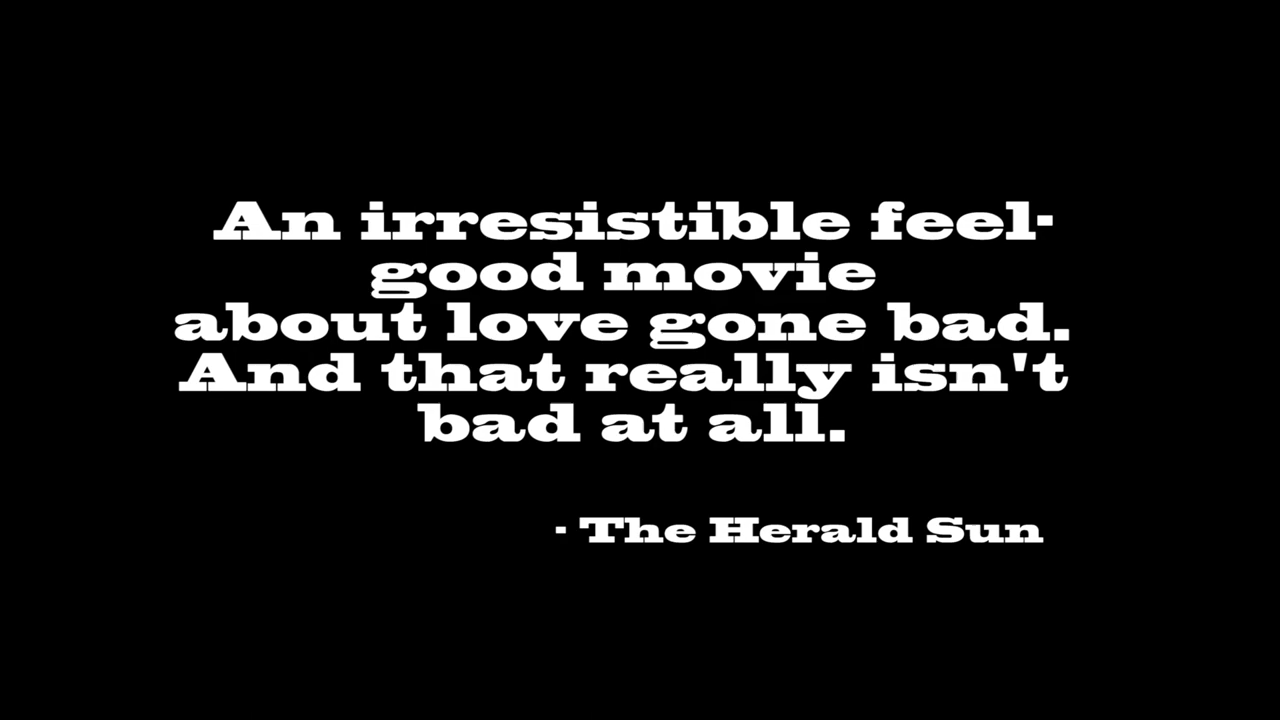 An irresistible feel-
good movie
about love gone bad.
And that really isn't
bad at all.
- The Herald Sun